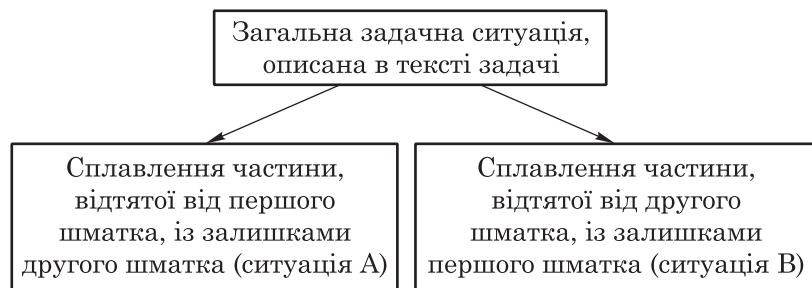 Загальна задачна ситуація,
описана в тексті задачі
Сплавлення частини,
відтятої від першого
шматка, із залишками
другого шматка (ситуація А)
Сплавлення частини,
відтятої від другого
шматка, із залишками
першого шматка (ситуація В)